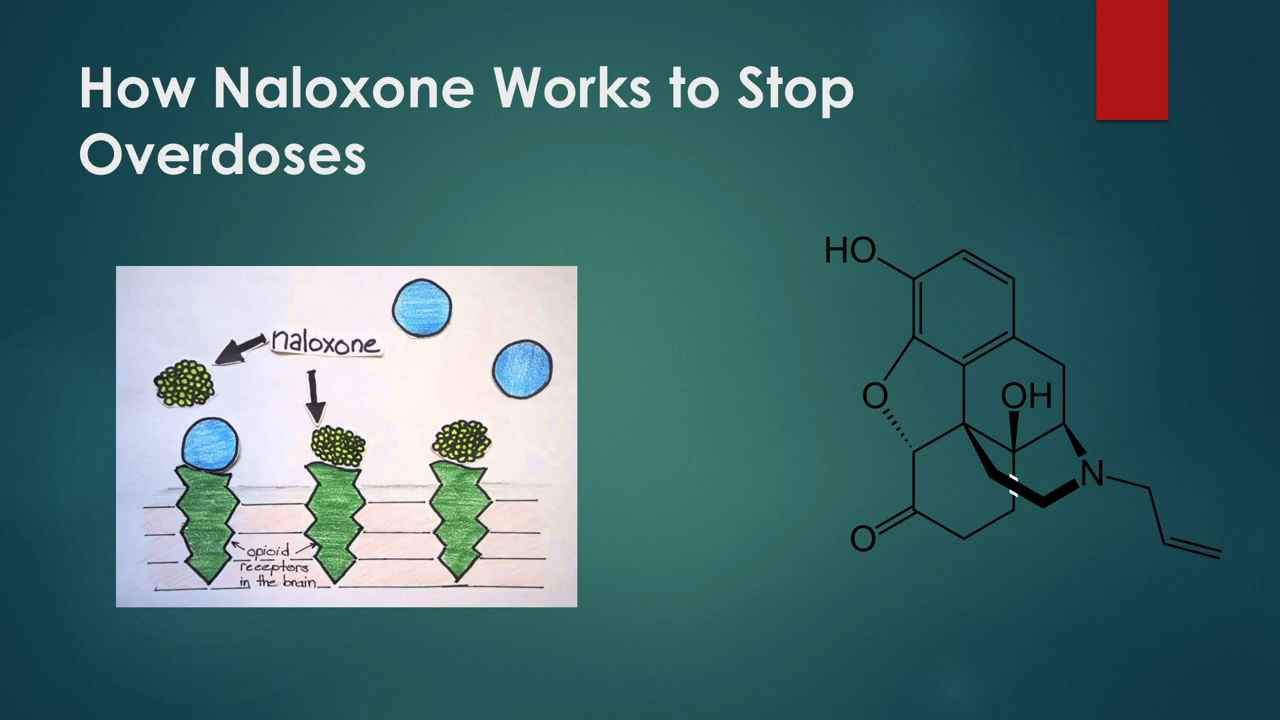 How Naloxone Works to Stop
Overdoses
naloxone
opioid
receptors
in the brain
HO
O
OH
N
O